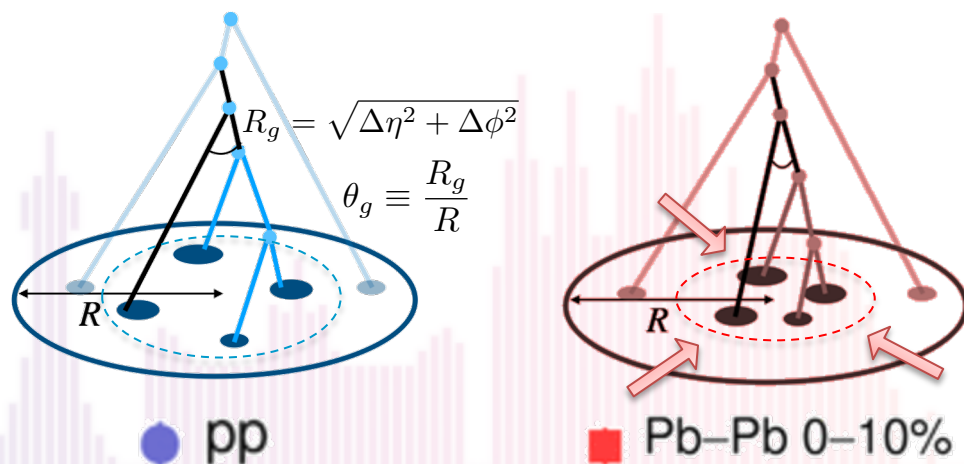 R_g = √(Δη² + Δϕ²)
θ_g ≡ R_g / R
R
R
pp
Pb–Pb 0–10%